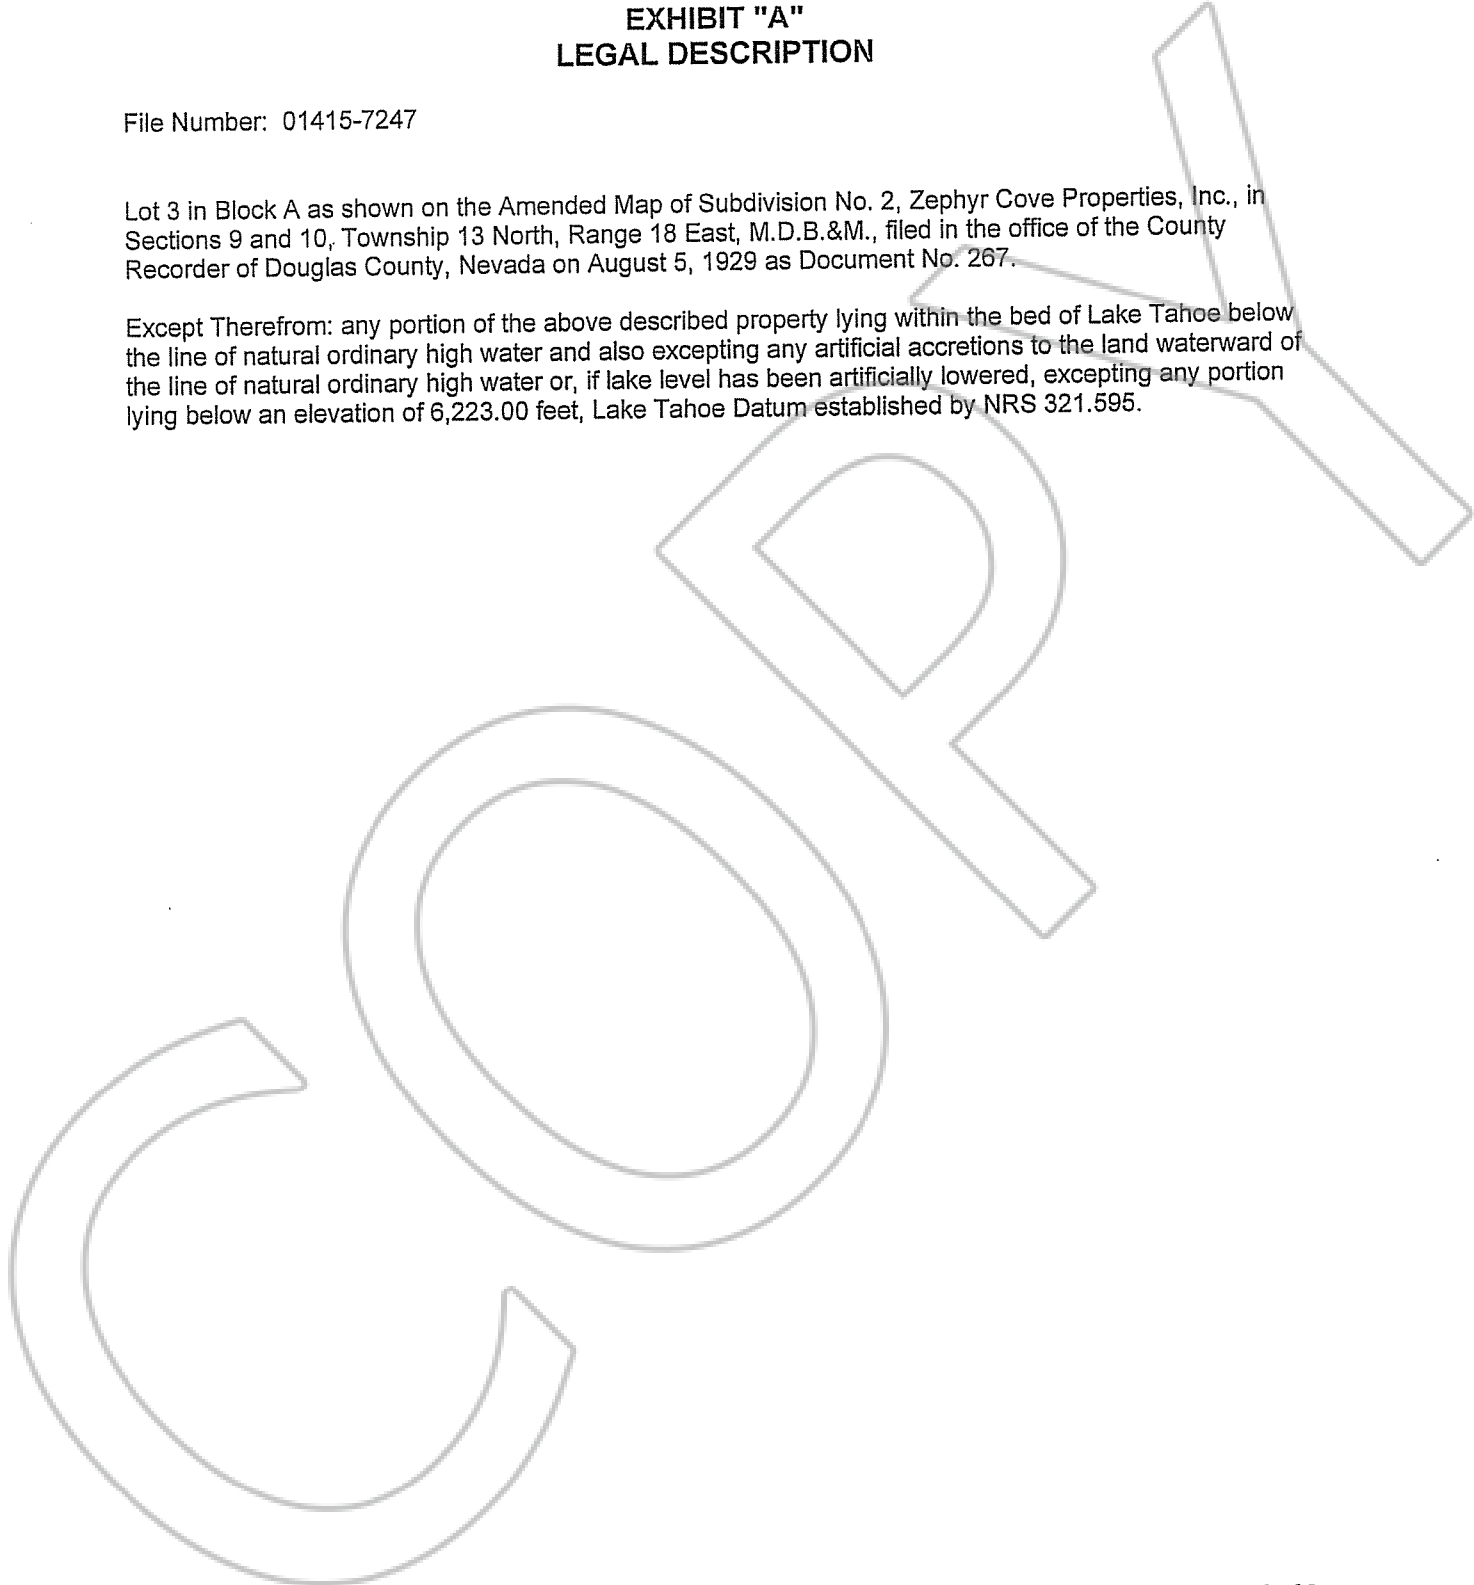 EXHIBIT "A"
LEGAL DESCRIPTION
File Number: 01415-7247
Lot 3 in Block A as shown on the Amended Map of Subdivision No. 2, Zephyr Cove Properties, Inc., in
Sections 9 and 10, Township 13 North, Range 18 East, M.D.B.&M., filed in the office of the County
Recorder of Douglas County, Nevada on August 5, 1929 as Document No. 267.
Except Therefrom: any portion of the above described property lying within the bed of Lake Tahoe below
the line of natural ordinary high water and also excepting any artificial accretions to the land waterward of
the line of natural ordinary high water or, if lake level has been artificially lowered, excepting any portion
lying below an elevation of 6,223.00 feet, Lake Tahoe Datum established by NRS 321.595.
COPY